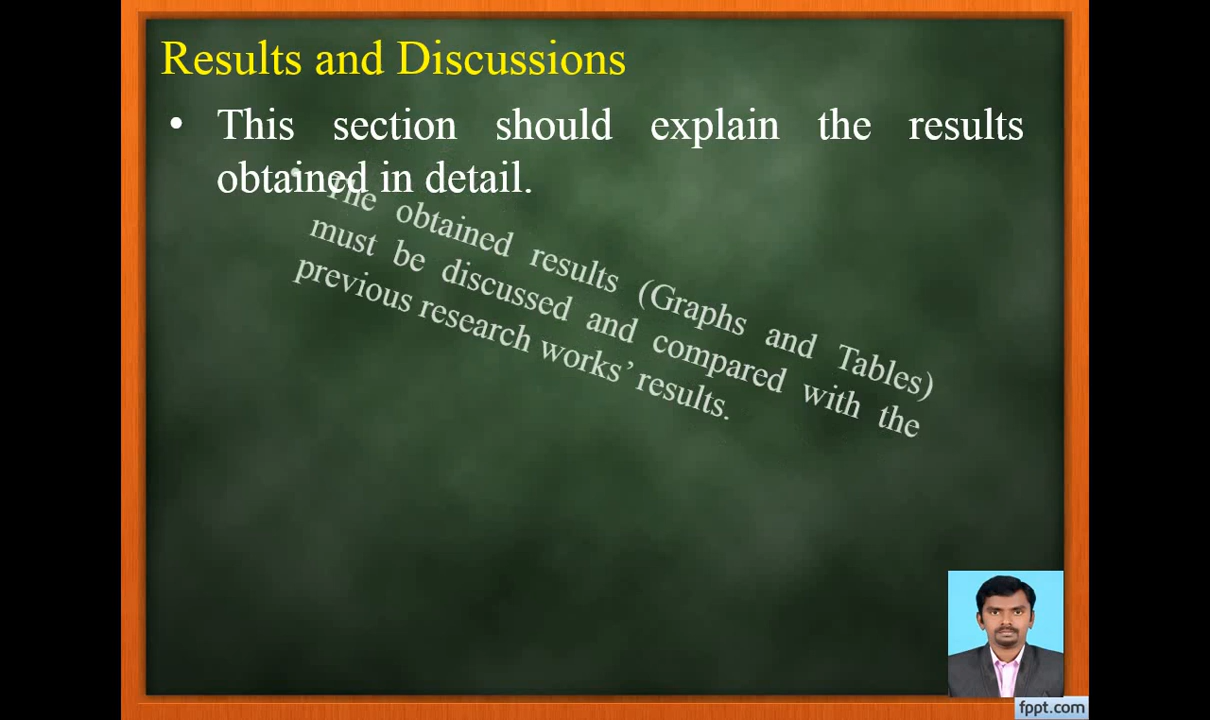 Results and Discussions
• This section should explain the results
obtained in detail.
• The obtained results (Graphs and Tables)
must be discussed and compared with the
previous research works’ results.
fppt.com